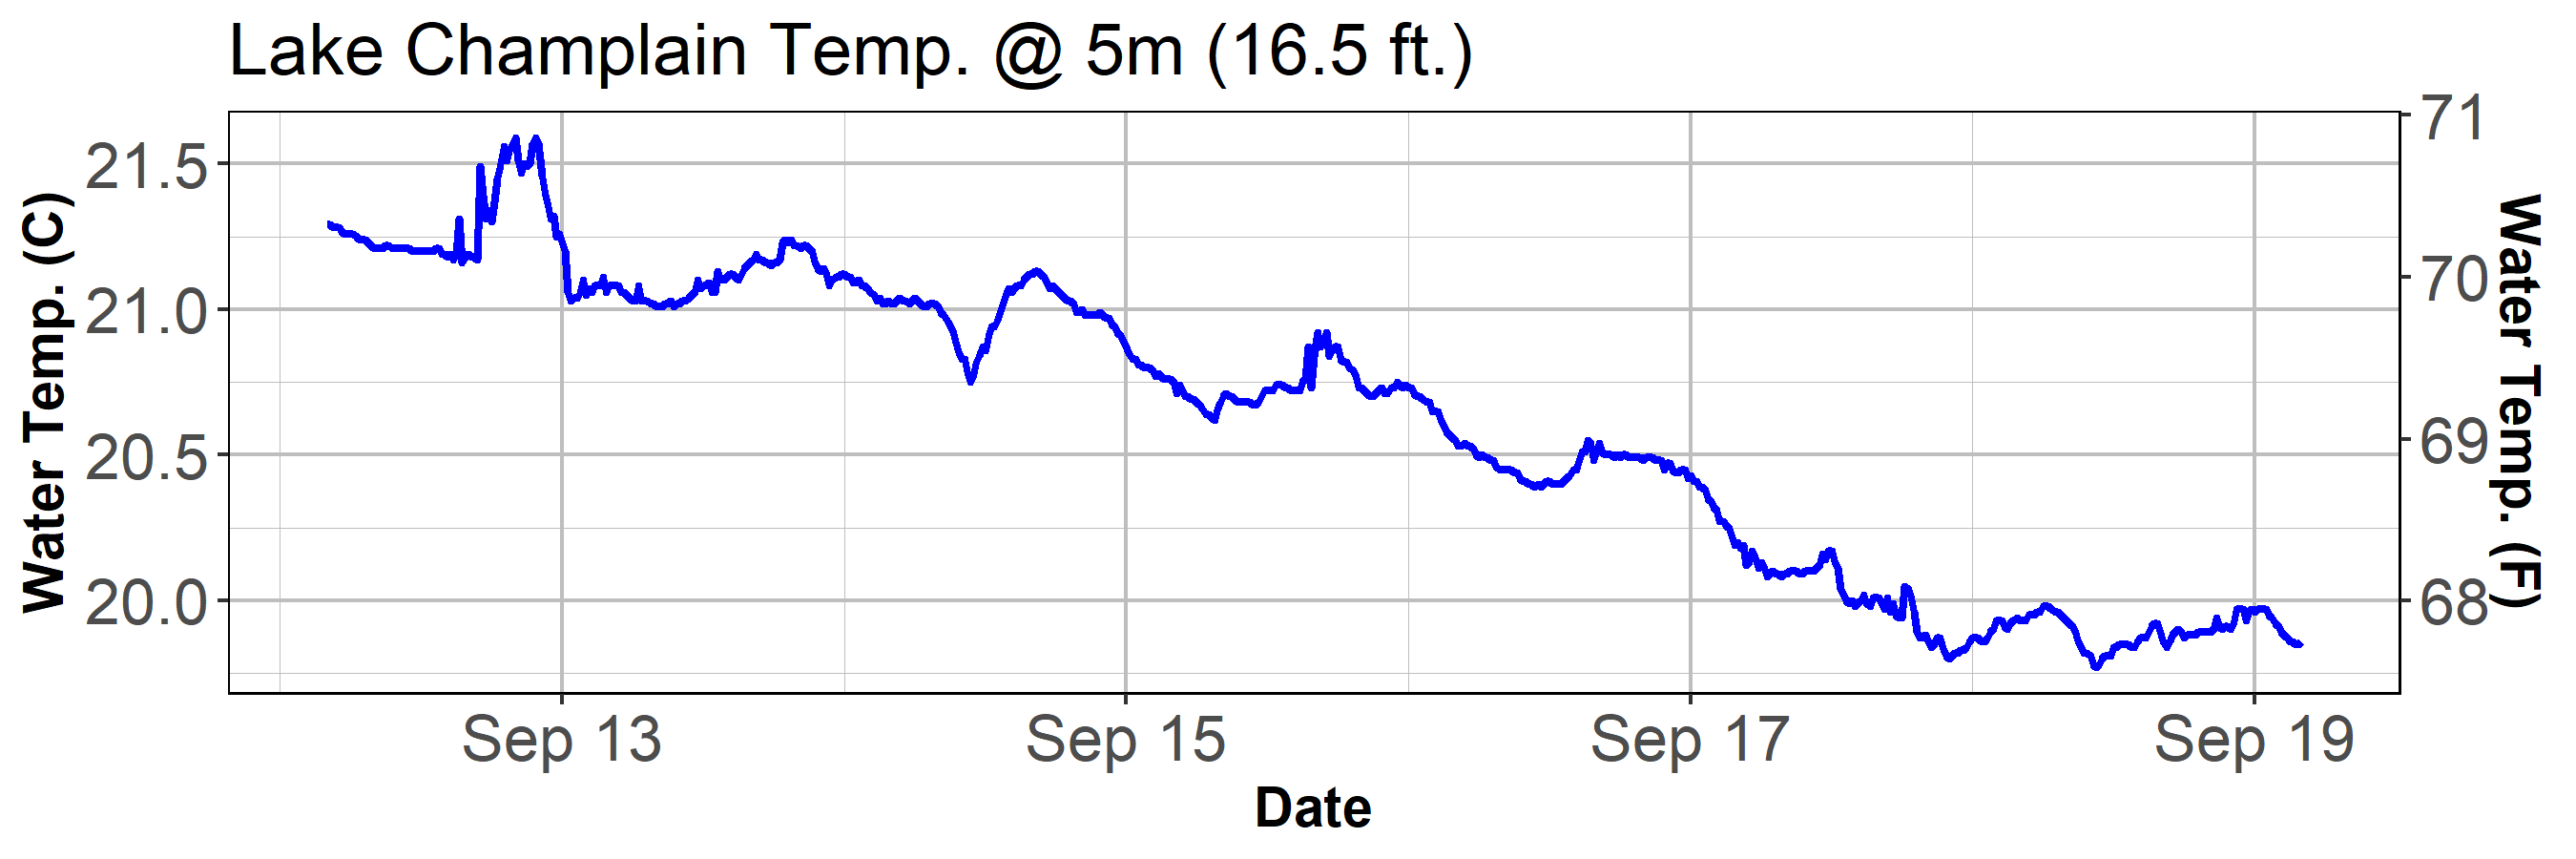 Lake Champlain Temp. @ 5m (16.5 ft.)
Water Temp. (C)
21.5
21.0
20.5
20.0
71
70
69
68
Water Temp. (F)
Sep 13
Sep 15
Sep 17
Sep 19
Date